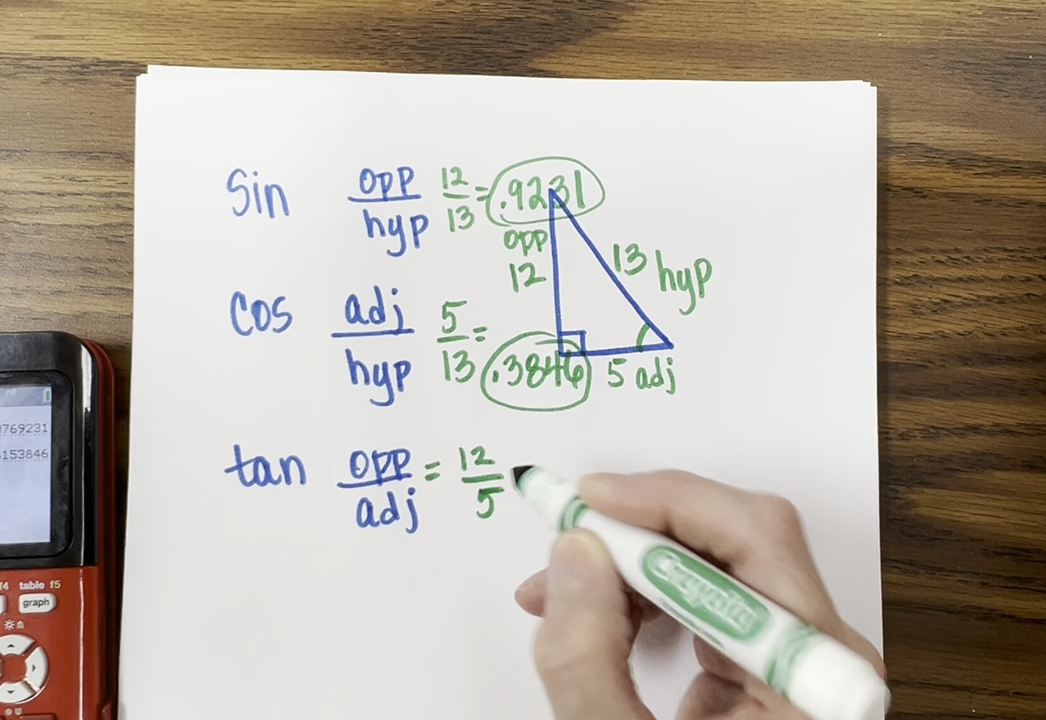 Sin opp/hyp 12/13 = .9231
opp
12
13 hyp
cos adj/hyp 5/13 = .3846
5 adj
tan opp/adj = 12/5
769231
153846
f4 table f5
graph
Crayola